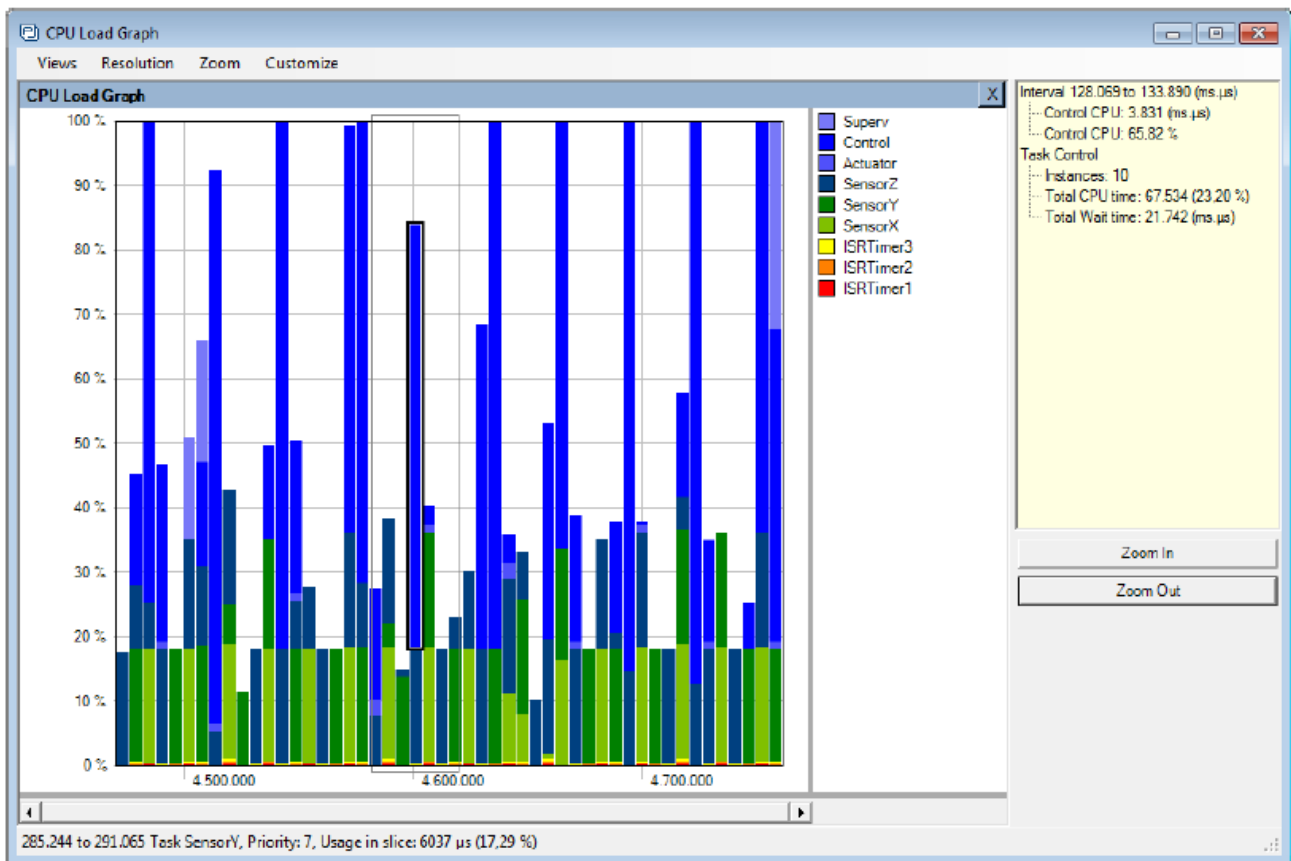 CPU Load Graph
Views Resolution Zoom Customize
CPU Load Graph X
100 %
90 %
80 %
70 %
60 %
50 %
40 %
30 %
20 %
10 %
0 %
4.500.000 4.600.000 4.700.000
Superv
Control
Actuator
SensorZ
SensorY
SensorX
ISRTimer3
ISRTimer2
ISRTimer1
Interval 128.069 to 133.890 (ms.µs)
Control CPU: 3.831 (ms.µs)
Control CPU: 65.82 %
Task Control
Instances: 10
Total CPU time: 67.534 (23.20 %)
Total Wait time: 21.742 (ms.µs)
Zoom In
Zoom Out
285.244 to 291.065 Task SensorY, Priority: 7, Usage in slice: 6037 µs (17,29 %)